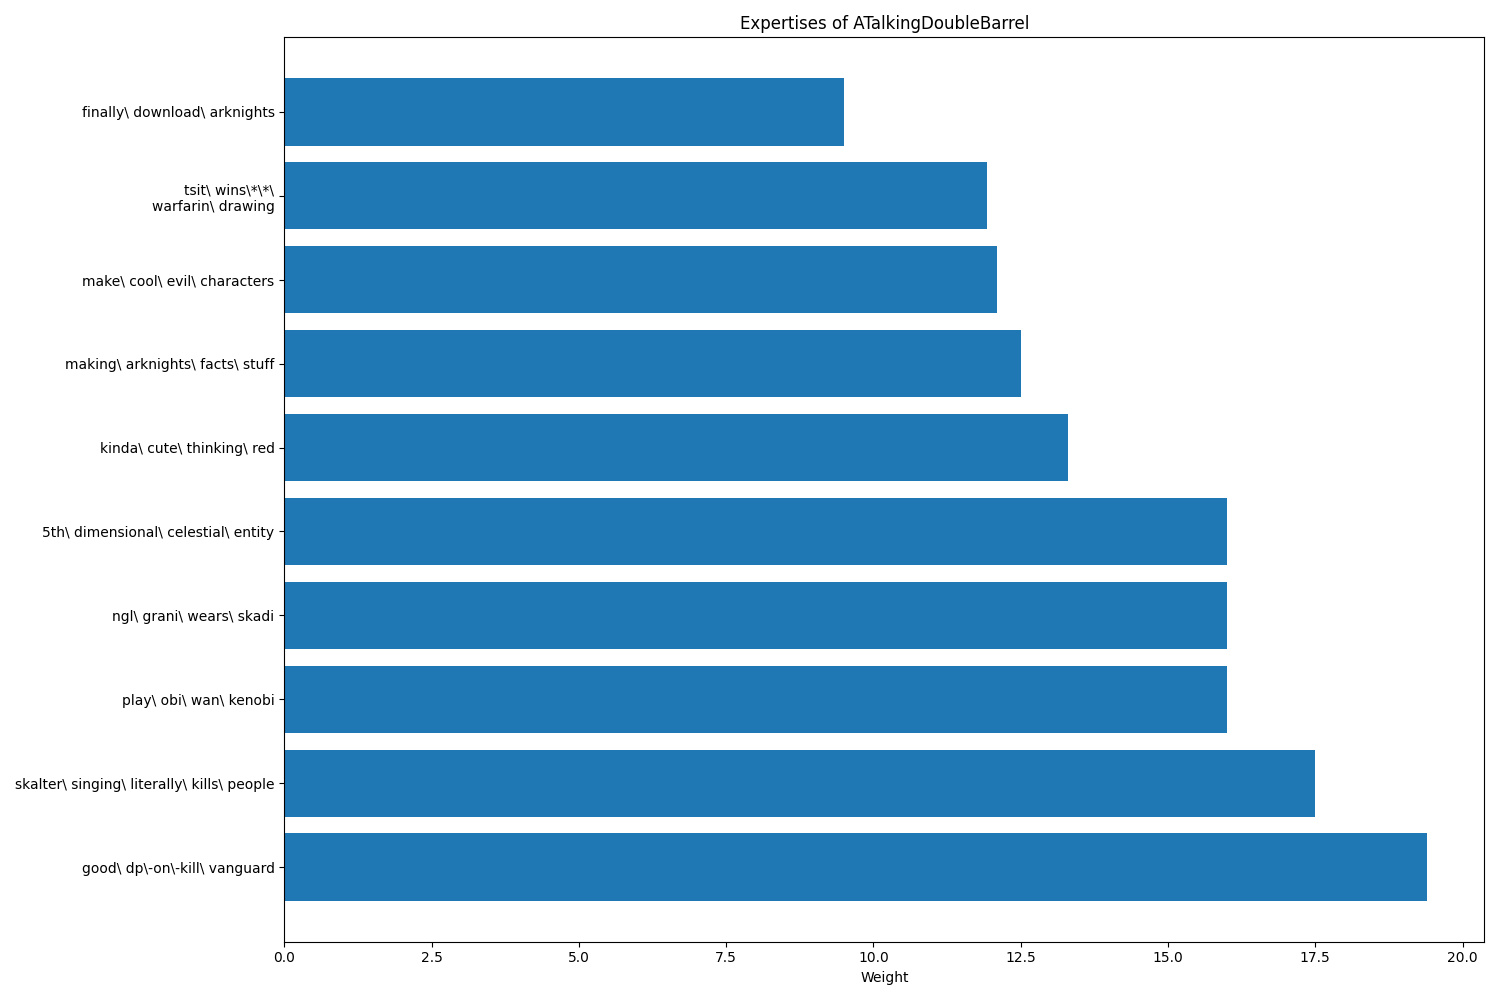 Expertises of ATalkingDoubleBarrel
finally\ download\ arknights
tsit\ wins\*\*\
warfarin\ drawing
make\ cool\ evil\ characters
making\ arknights\ facts\ stuff
kinda\ cute\ thinking\ red
5th\ dimensional\ celestial\ entity
ngl\ grani\ wears\ skadi
play\ obi\ wan\ kenobi
skalter\ singing\ literally\ kills\ people
good\ dp\-on\-kill\ vanguard
0.0 2.5 5.0 7.5 10.0 12.5 15.0 17.5 20.0
Weight